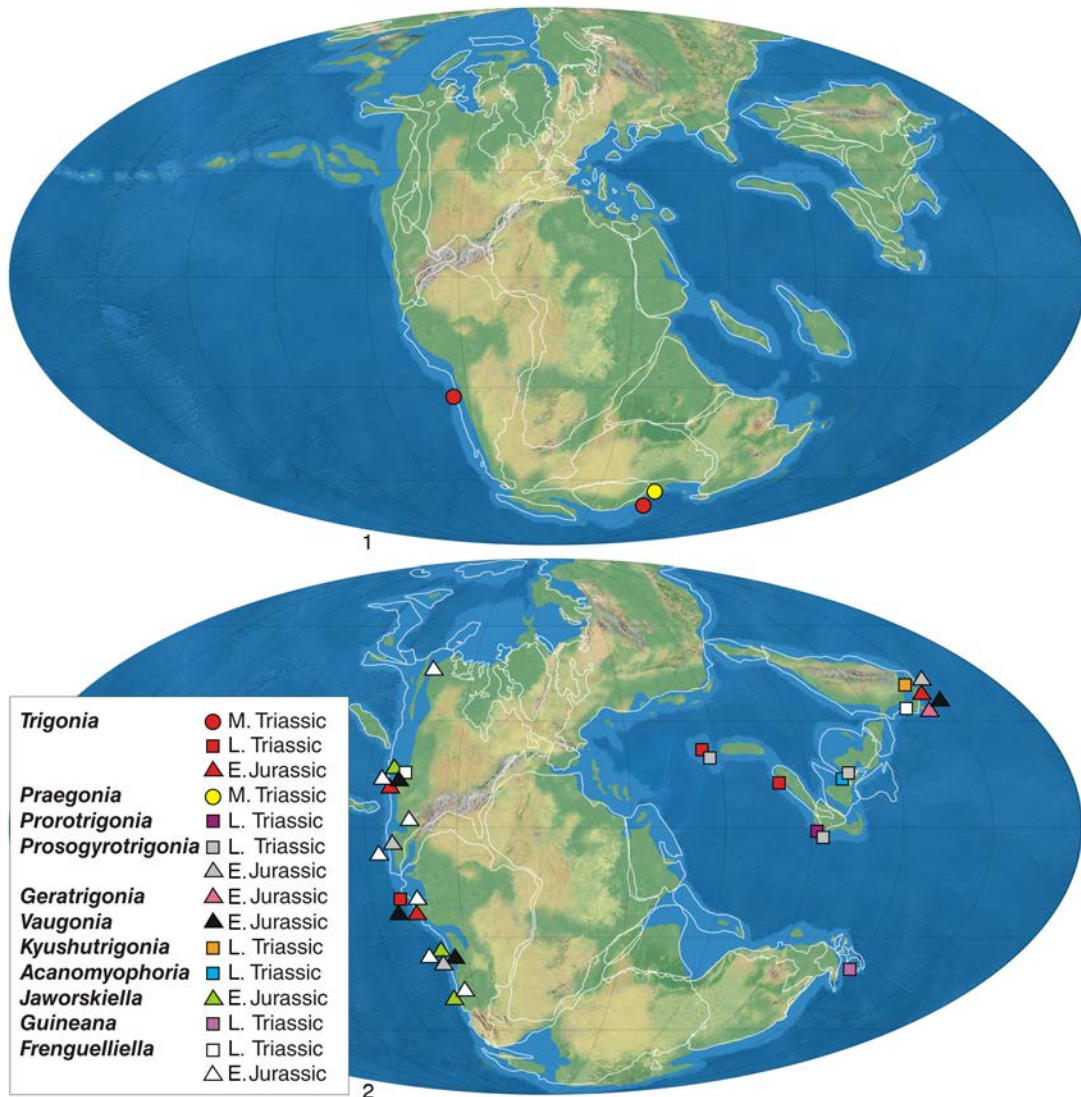 1
Trigonia M. Triassic
L. Triassic
E. Jurassic
Praegonia M. Triassic
Prorotrigonia L. Triassic
Prosogyrotrigonia L. Triassic
E. Jurassic
Geratrigonia E. Jurassic
Vaugonia E. Jurassic
Kyushutrigonia L. Triassic
Acanomyophoria L. Triassic
Jaworskiella E. Jurassic
Guineana L. Triassic
Frenguelliella L. Triassic
E. Jurassic
2